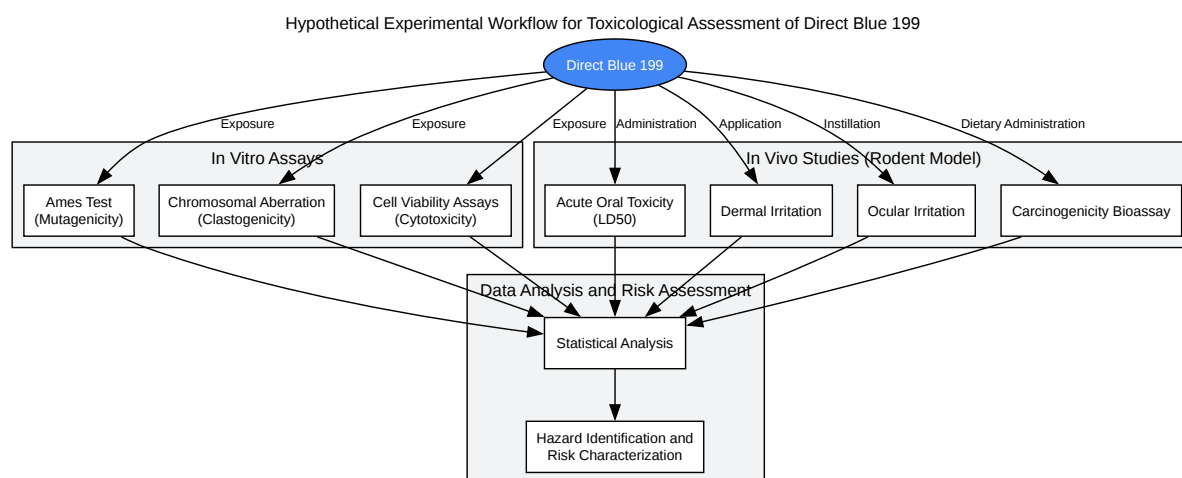 Hypothetical Experimental Workflow for Toxicological Assessment of Direct Blue 199
Direct Blue 199
Exposure
Exposure
Exposure
Administration
Application
Instillation
Dietary Administration
In Vitro Assays
In Vivo Studies (Rodent Model)
Ames Test
(Mutagenicity)
Chromosomal Aberration
(Clastogenicity)
Cell Viability Assays
(Cytotoxicity)
Acute Oral Toxicity
(LD50)
Dermal Irritation
Ocular Irritation
Carcinogenicity Bioassay
Data Analysis and Risk Assessment
Statistical Analysis
Hazard Identification and
Risk Characterization